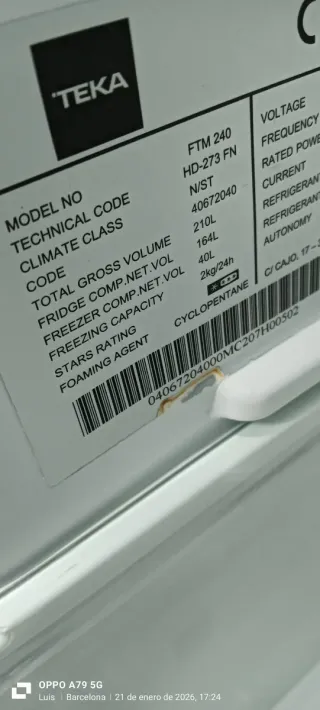 TEKA
MODEL NO FTM 240
TECHNICAL CODE HD-273 FN
CLIMATE CLASS N/ST
CODE 40672040
TOTAL GROSS VOLUME 210L
FRIDGE COMP.NET.VOL 164L
FREEZER COMP.NET.VOL 40L
FREEZING CAPACITY 2kg/24h
STARS RATING
FOAMING AGENT CYCLOPENTANE
04067204000MC207H00502
VOLTAGE
FREQUENCY
RATED POWE
CURRENT
REFRIGERAN
REFRIGERAN
AUTONOMY
C/ CAJO, 17 – 3
OPPO A79 5G
Luis | Barcelona | 21 de enero de 2026, 17:24